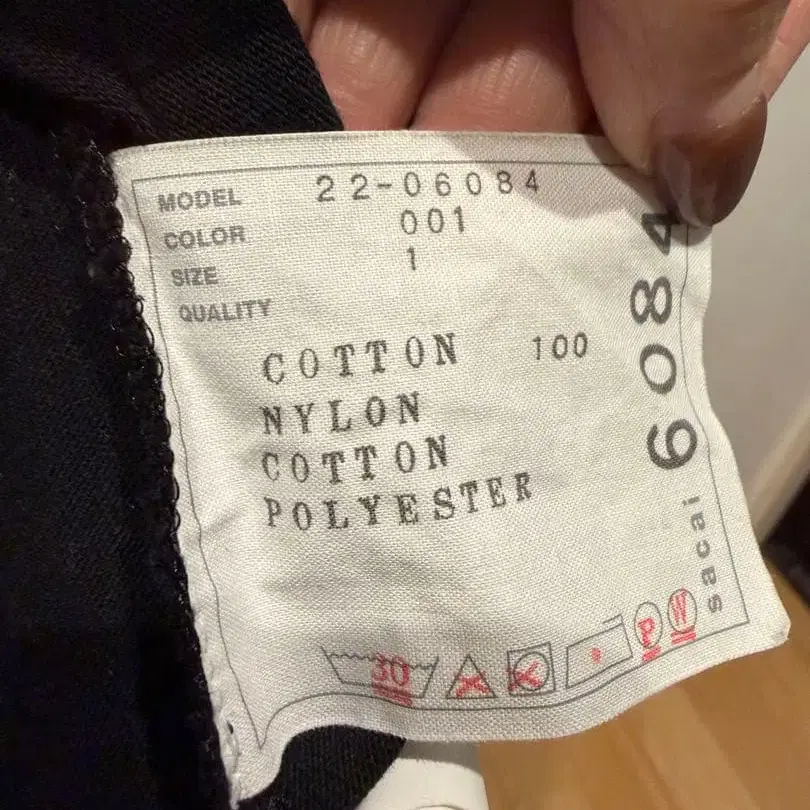 MODEL 22-06084
COLOR 001
SIZE 1
QUALITY
COTTON 100
NYLON
COTTON
POLYESTER
sacai 6084
30
P
W